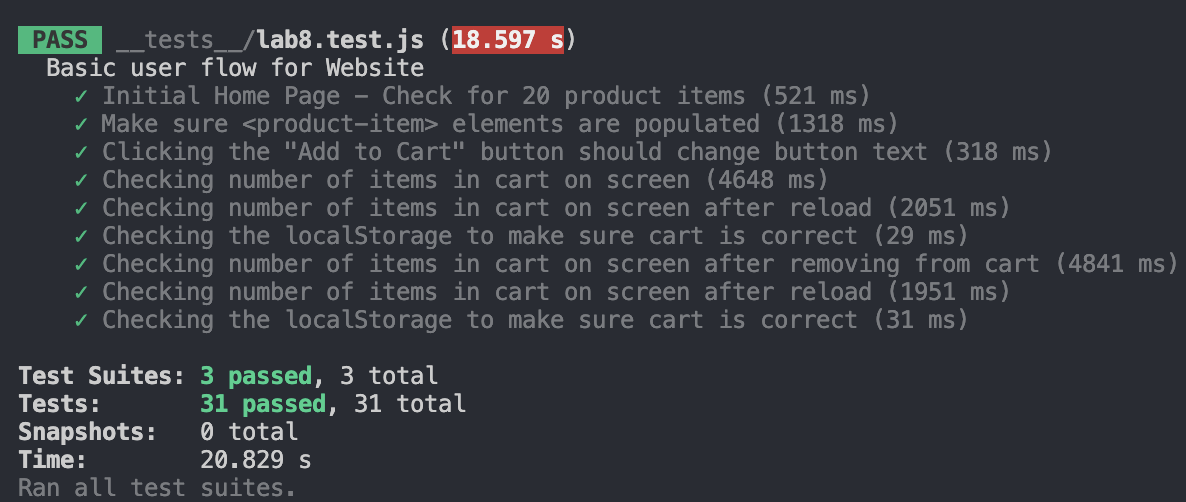 PASS __tests__/lab8.test.js (18.597 s)
Basic user flow for Website
✓ Initial Home Page – Check for 20 product items (521 ms)
✓ Make sure <product-item> elements are populated (1318 ms)
✓ Clicking the "Add to Cart" button should change button text (318 ms)
✓ Checking number of items in cart on screen (4648 ms)
✓ Checking number of items in cart on screen after reload (2051 ms)
✓ Checking the localStorage to make sure cart is correct (29 ms)
✓ Checking number of items in cart on screen after removing from cart (4841 ms)
✓ Checking number of items in cart on screen after reload (1951 ms)
✓ Checking the localStorage to make sure cart is correct (31 ms)
Test Suites: 3 passed, 3 total
Tests: 31 passed, 31 total
Snapshots: 0 total
Time: 20.829 s
Ran all test suites.